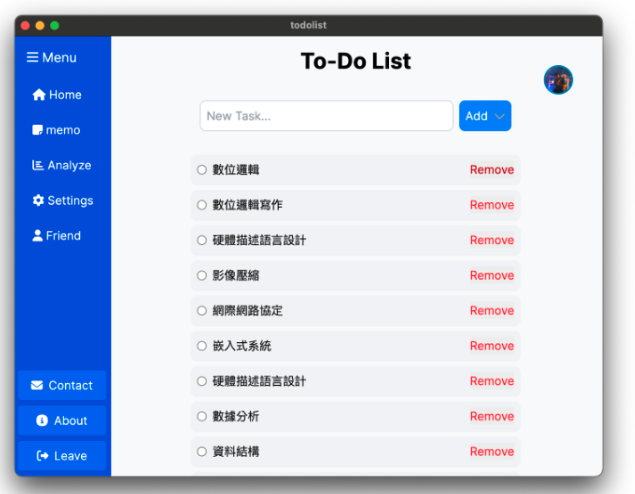 todolist
Menu
Home
memo
Analyze
Settings
Friend
Contact
About
Leave
To-Do List
New Task...
Add
數位邏輯 Remove
數位邏輯寫作 Remove
硬體描述語言設計 Remove
影像壓縮 Remove
網際網路協定 Remove
嵌入式系統 Remove
硬體描述語言設計 Remove
數據分析 Remove
資料結構 Remove